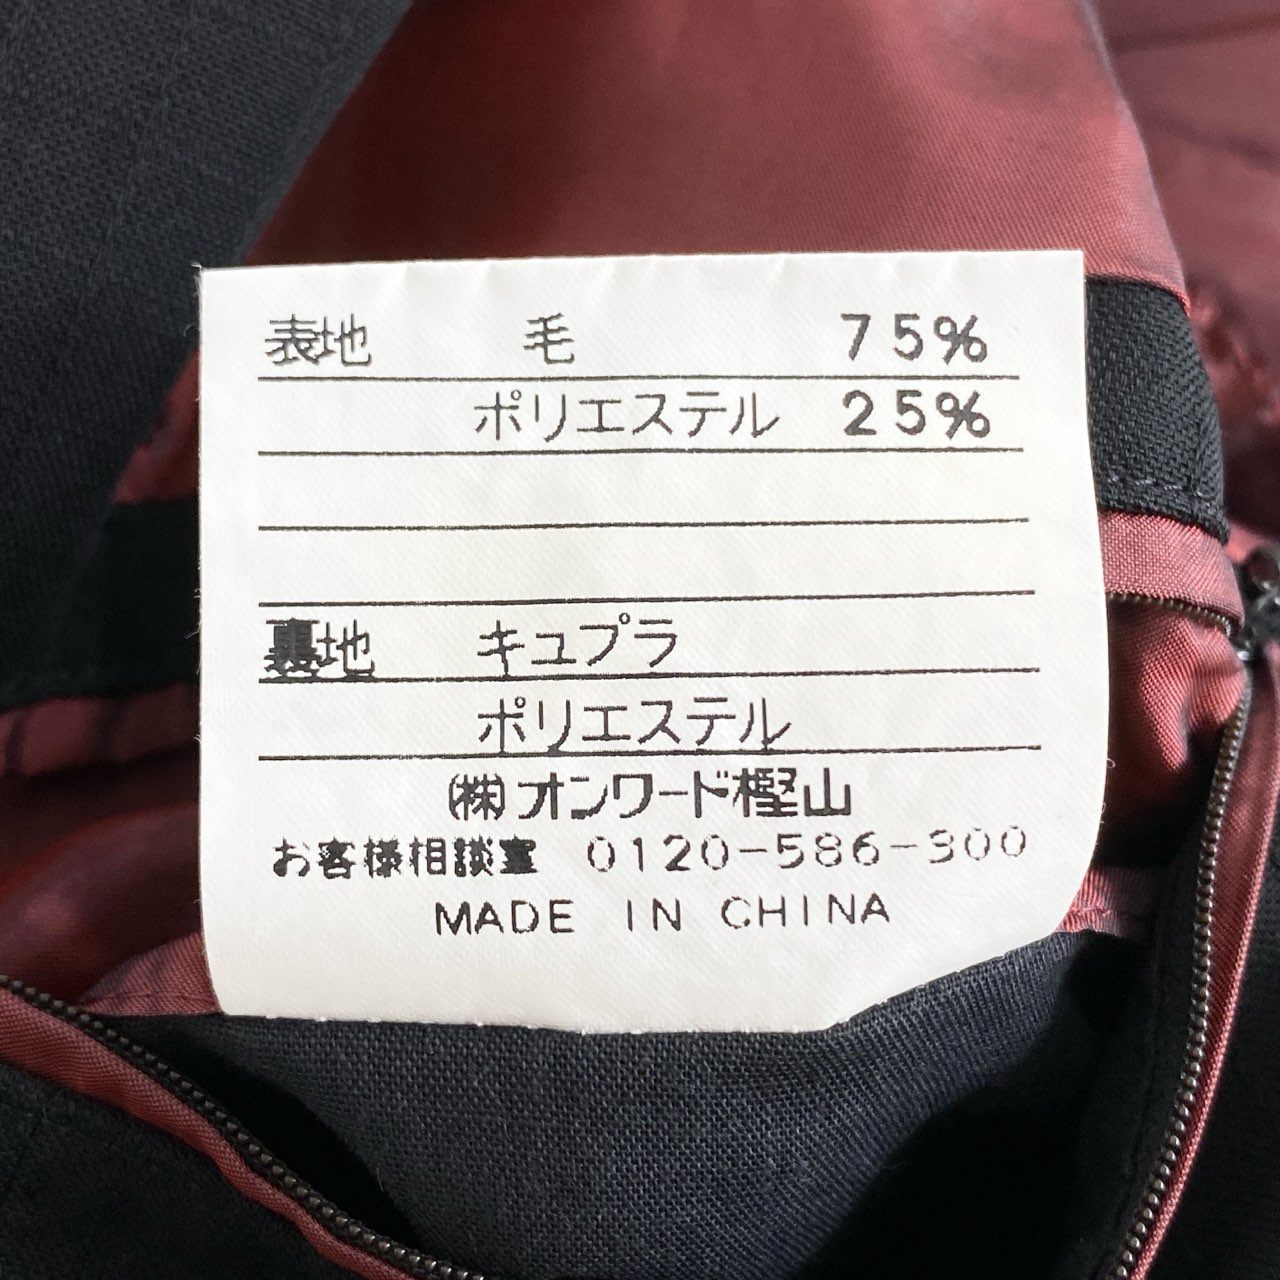 表地 毛 75%
ポリエステル 25%
裏地 キュプラ
ポリエステル
㈱オンワード樫山
お客様相談室 0120-586-300
MADE IN CHINA